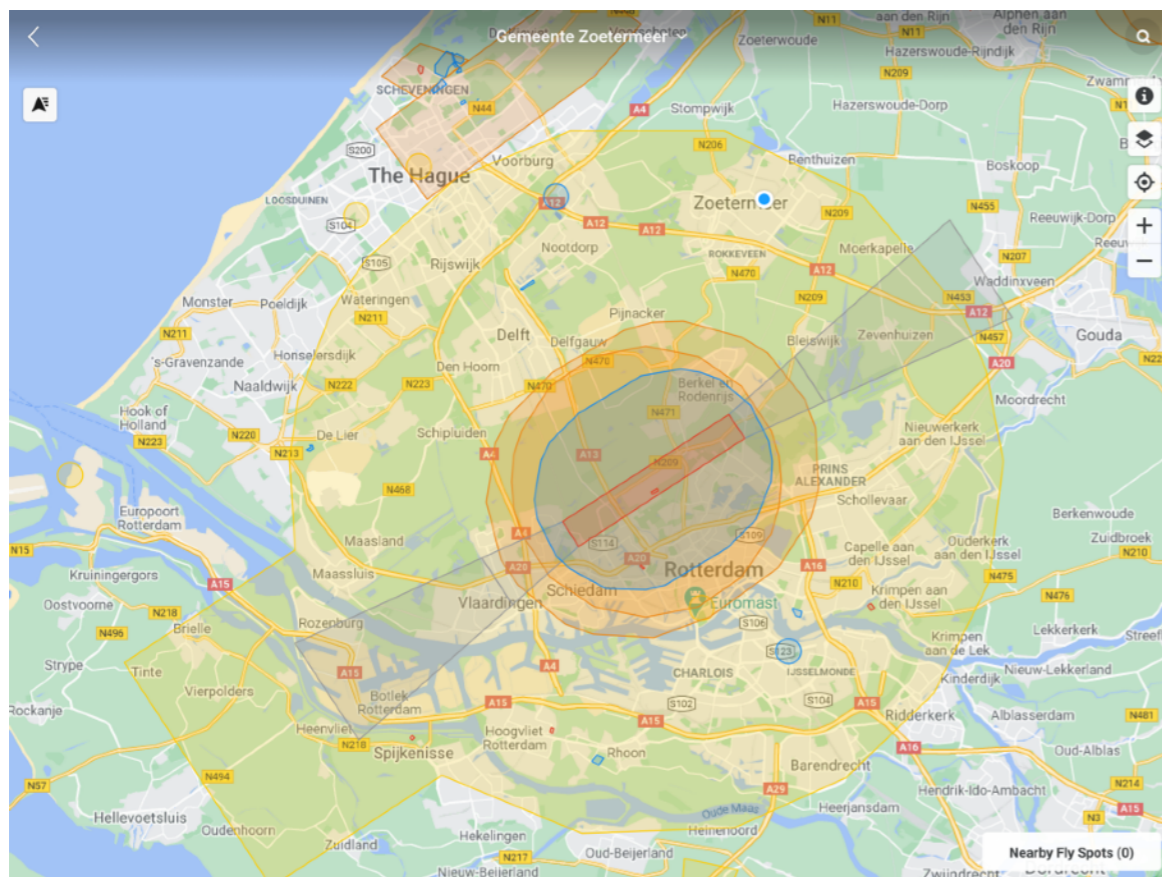 Gemeente Zoetermeer
N11
aan den Rijn
Alphen aan
den Rijn
N11
Zoeterwoude
Hazerswoude-Rijndijk
N209
SCHEVENINGEN
N44
A4
Stompwijk
Hazerswoude-Dorp
S200
N206
Voorburg
Benthuizen
Boskoop
The Hague
LOOSDUINEN
A12
Zoetermeer
N209
N455
Reeuwijk-Dorp
S104
A12
A12
Nootdorp
ROKKEVEEN
Moerkapelle
N207
S105
Rijswijk
N470
A12
Waddinxveen
Monster
Poeldijk
Wateringen
N211
N209
N453
A12
Pijnacker
N211
Delft
Delfgauw
Bleiswijk
Zevenhuizen
N457
Gouda
's-Gravenzande
Honselersdijk
Den Hoorn
N470
A20
Naaldwijk
N222
N223
N470
Berkel en
Rodenrijs
Moordrecht
Hook of
Holland
N471
N223
N220
De Lier
Schipluiden
Nieuwerkerk
aan den IJssel
N213
A4
A13
N209
PRINS
ALEXANDER
N468
Schollevaar
Europoort
Rotterdam
Berkenwoude
N15
Maasland
A4
S114
S109
Capelle aan
den IJssel
Ouderkerk
aan den IJssel
Zuidbroek
N210
Kruiningergors
Maassluis
A20
A20
Rotterdam
A16
N475
A15
Schiedam
N210
Krimpen
aan den IJssel
N476
Oostvoorne
N218
Vlaardingen
Euromast
Brielle
Rozenburg
S106
Lekkerkerk
N496
Krimpen
aan de Lek
Strype
Tinte
A4
S123
Nieuw-Lekkerland
A15
CHARLOIS
IJSSELMONDE
Kinderdijk
Vierpolders
Botlek
Rotterdam
A15
S102
S104
A15
Ridderkerk
Alblasserdam
N481
Heenvliet
A15
N218
Spijkenisse
Hoogvliet
Rotterdam
Rhoon
A16
Oud-Alblas
N494
Barendrecht
N57
A29
Hendrik-Ido-Ambacht
N214
Oude Maas
Heerjansdam
A15
Hellevoetsluis
Oudenhoorn
Hekelingen
Heinenoord
N3
Zuidland
N217
Oud-Beijerland
Nearby Fly Spots (0)
Nieuw-Beijerland
Zwijndrecht